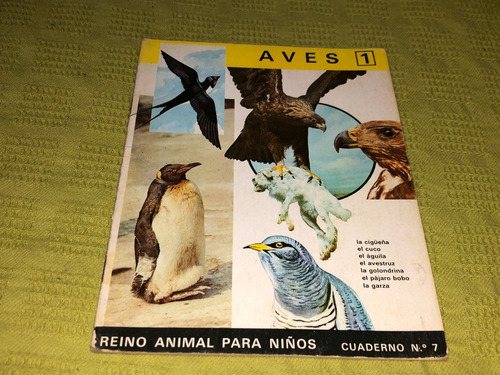 AVES 1
la cigüeña
el cuco
el águila
el avestruz
la golondrina
el pájaro bobo
la garza
REINO ANIMAL PARA NIÑOS CUADERNO N.º 7